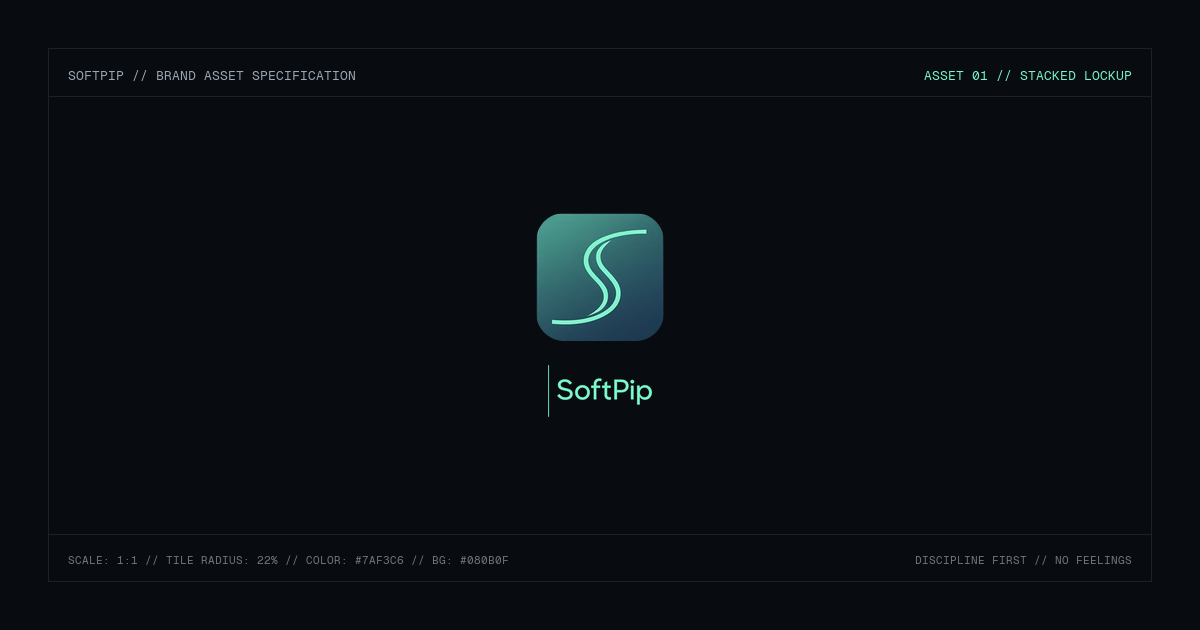 SOFTPIP // BRAND ASSET SPECIFICATION
ASSET 01 // STACKED LOCKUP
SoftPip
SCALE: 1:1 // TILE RADIUS: 22% // COLOR: #7AF3C6 // BG: #080B0F
DISCIPLINE FIRST // NO FEELINGS